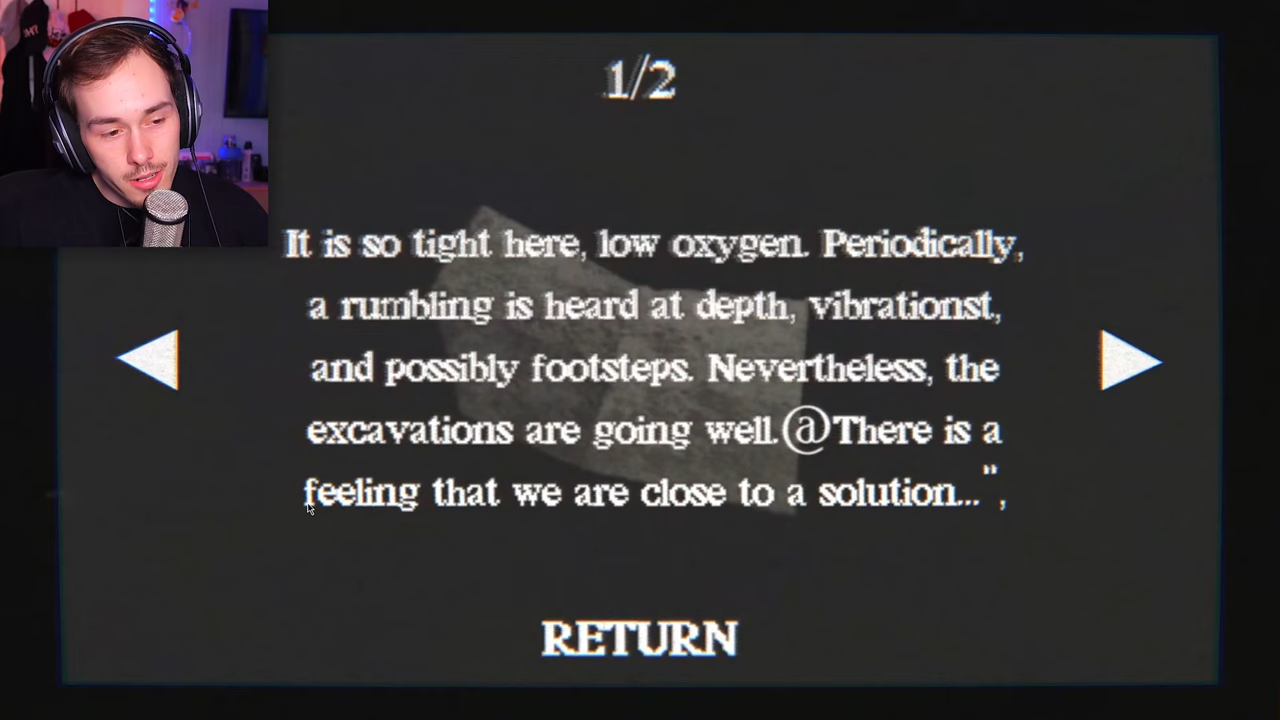 1/2
It is so tight here, low oxygen. Periodically,
a rumbling is heard at depth, vibrationst,
and possibly footsteps. Nevertheless, the
excavations are going well.@There is a
feeling that we are close to a solution...",
RETURN